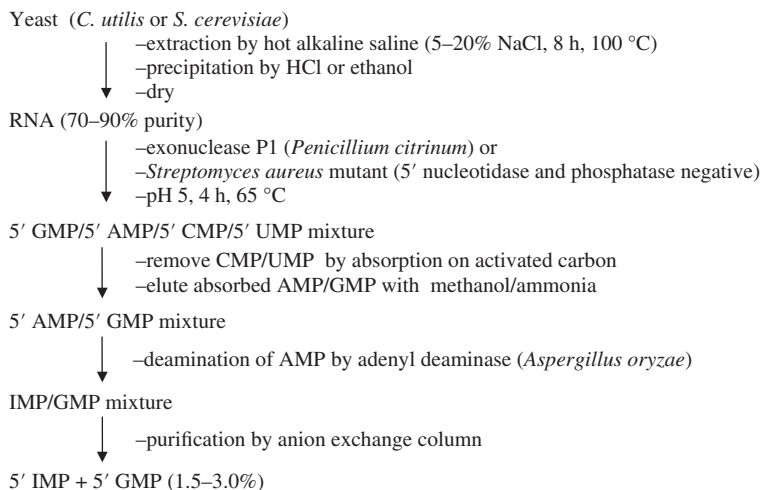 Yeast (C. utilis or S. cerevisiae)
–extraction by hot alkaline saline (5–20% NaCl, 8 h, 100 °C)
–precipitation by HCl or ethanol
–dry
RNA (70–90% purity)
–exonuclease P1 (Penicillium citrinum) or
–Streptomyces aureus mutant (5′ nucleotidase and phosphatase negative)
–pH 5, 4 h, 65 °C
5′ GMP/5′ AMP/5′ CMP/5′ UMP mixture
–remove CMP/UMP by absorption on activated carbon
–elute absorbed AMP/GMP with methanol/ammonia
5′ AMP/5′ GMP mixture
–deamination of AMP by adenyl deaminase (Aspergillus oryzae)
IMP/GMP mixture
–purification by anion exchange column
5′ IMP + 5′ GMP (1.5–3.0%)